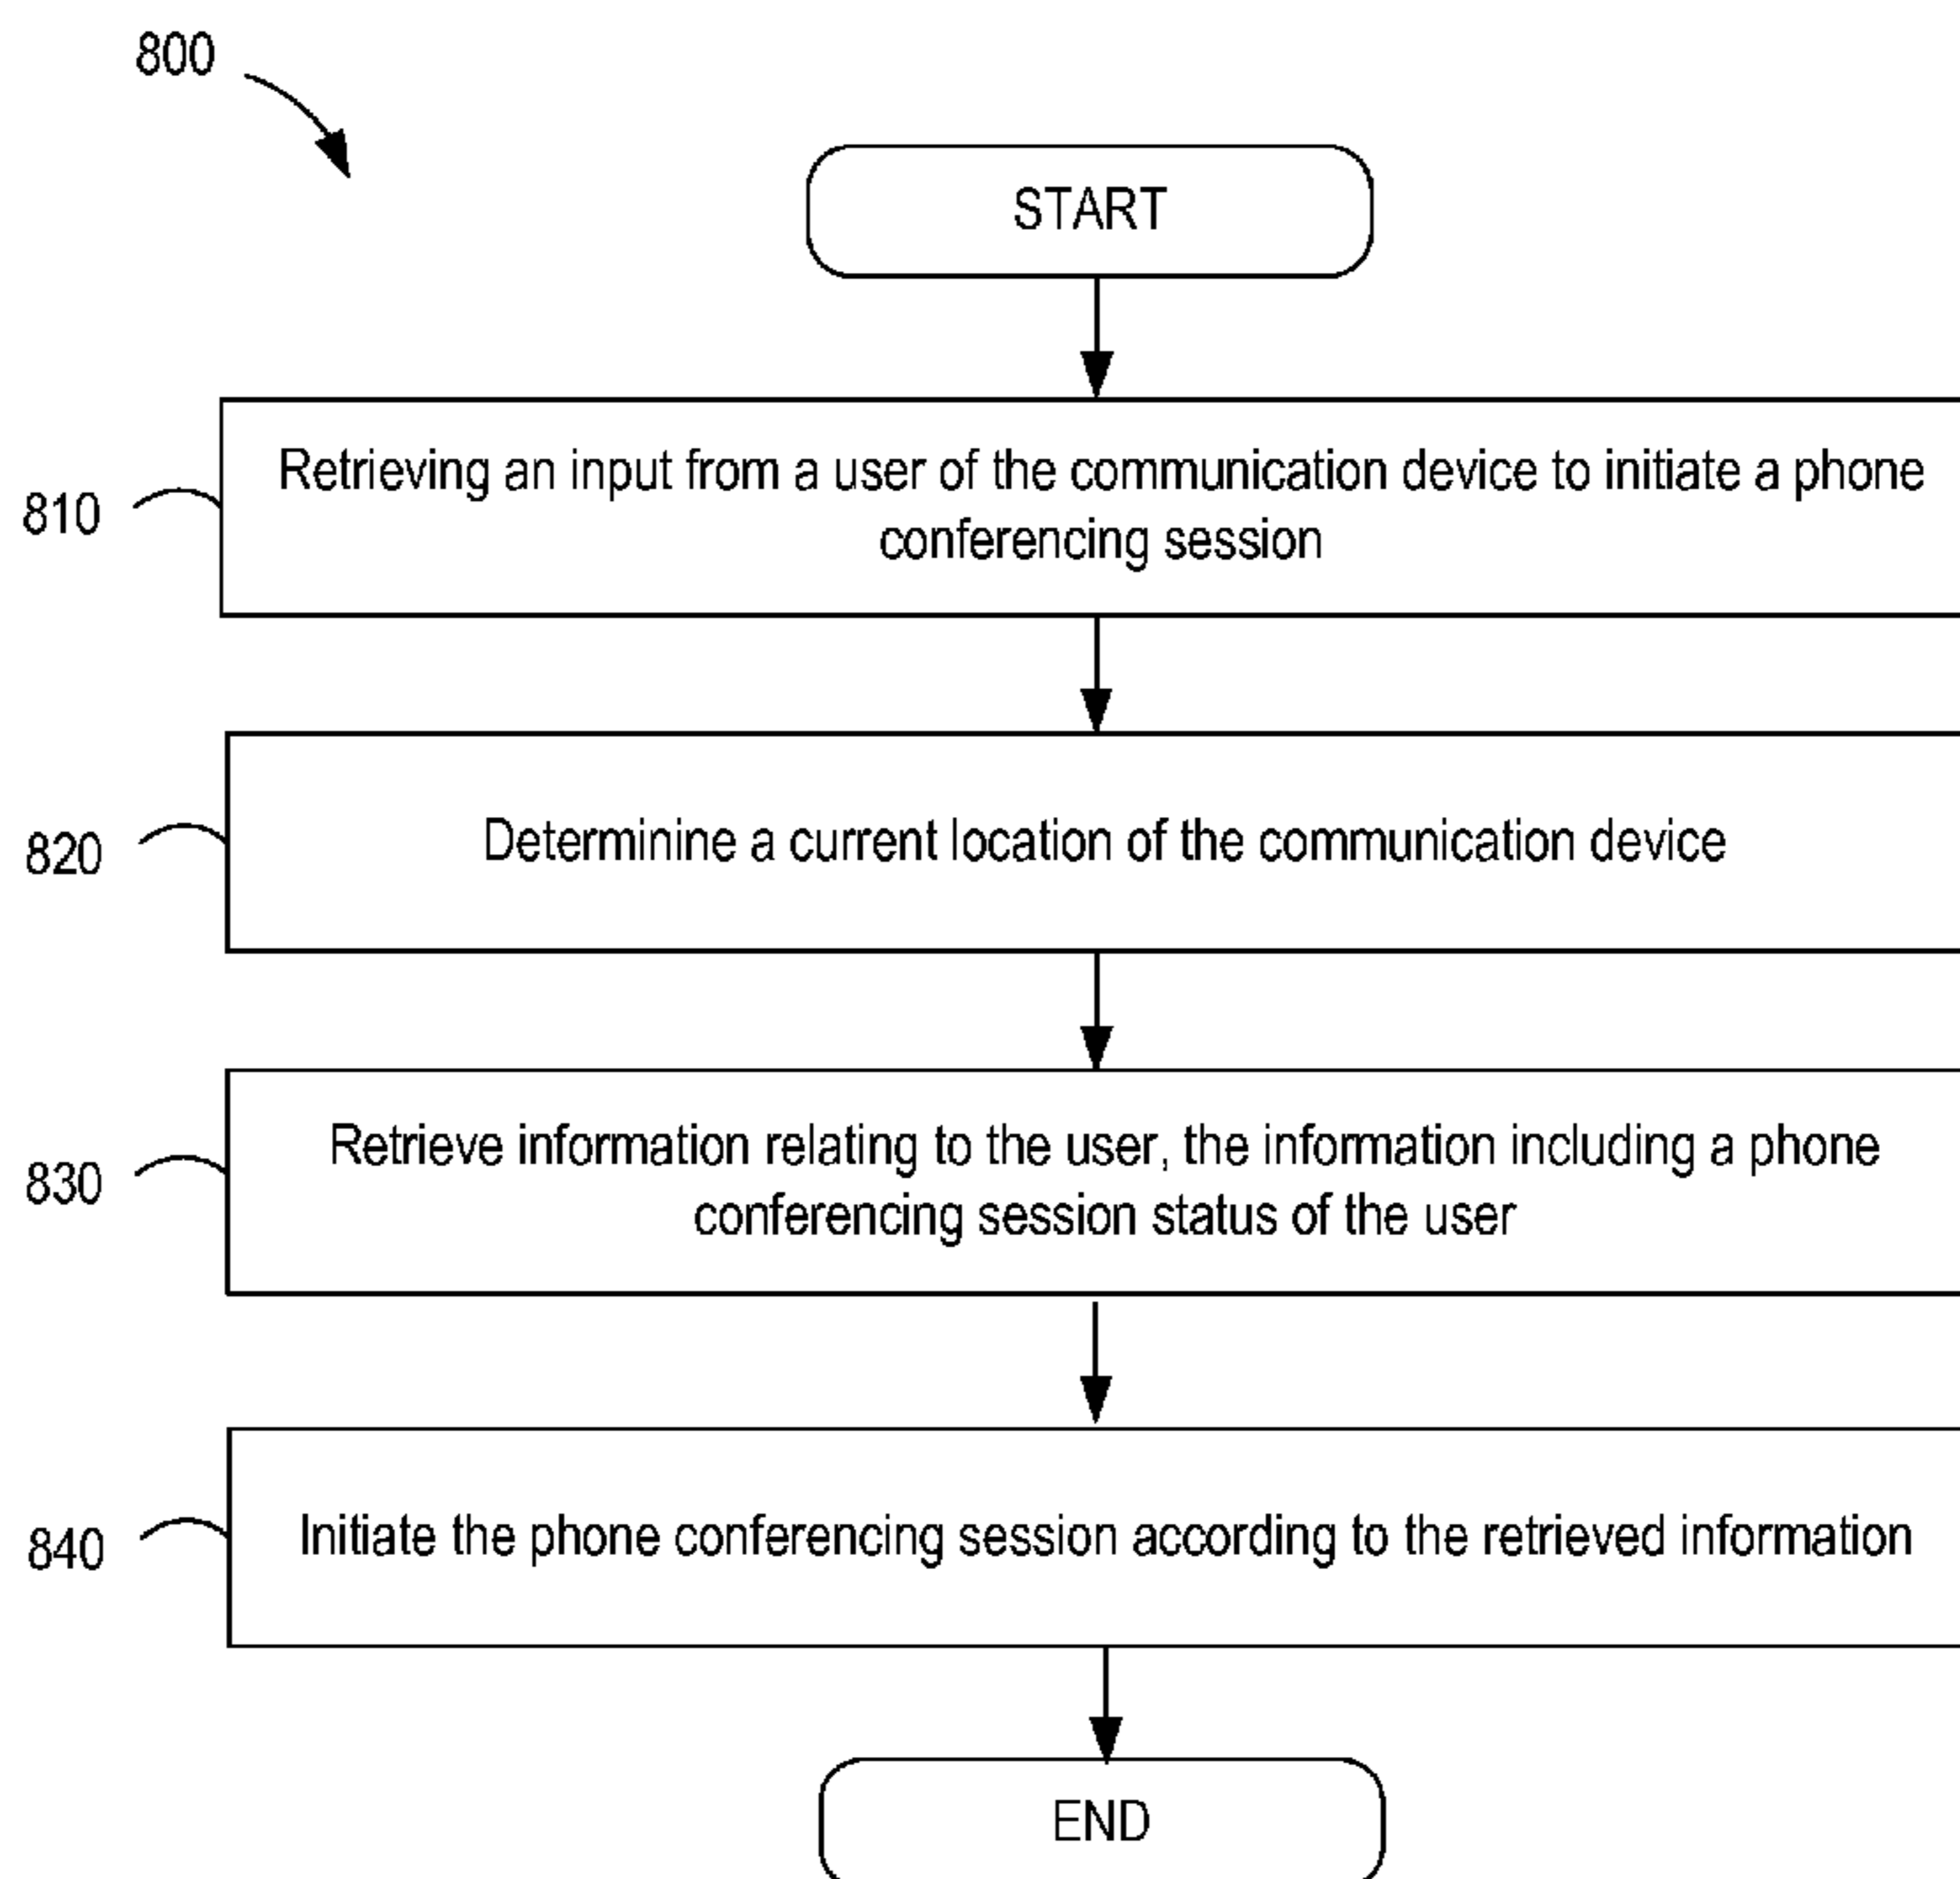 800
START
810
Retrieving an input from a user of the communication device to initiate a phone
conferencing session
820
Determinine a current location of the communication device
830
Retrieve information relating to the user, the information including a phone
conferencing session status of the user
840
Initiate the phone conferencing session according to the retrieved information
END